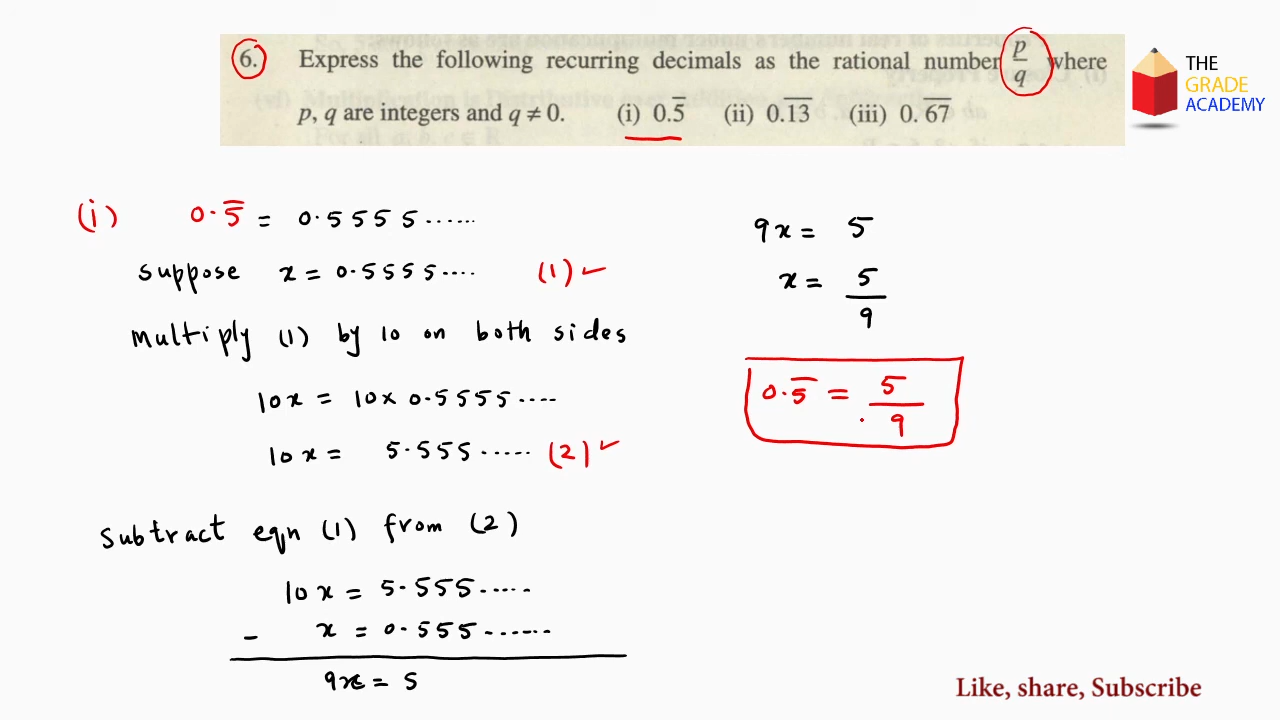 6. Express the following recurring decimals as the rational number p/q where
p, q are integers and q ≠ 0. (i) 0.5̅ (ii) 0.1̅3̅ (iii) 0.6̅7̅
THE
GRADE
ACADEMY
(i) 0.5̅ = 0.5555......
suppose x = 0.5555.... (1) ✓
multiply (1) by 10 on both sides
10x = 10x 0.5555....
10x = 5.555...... (2) ✓
subtract eqn (1) from (2)
10x = 5.555......
- x = 0.555.......
9x = 5
9x = 5
x = 5/9
0.5̅ = 5/9
Like, share, Subscribe